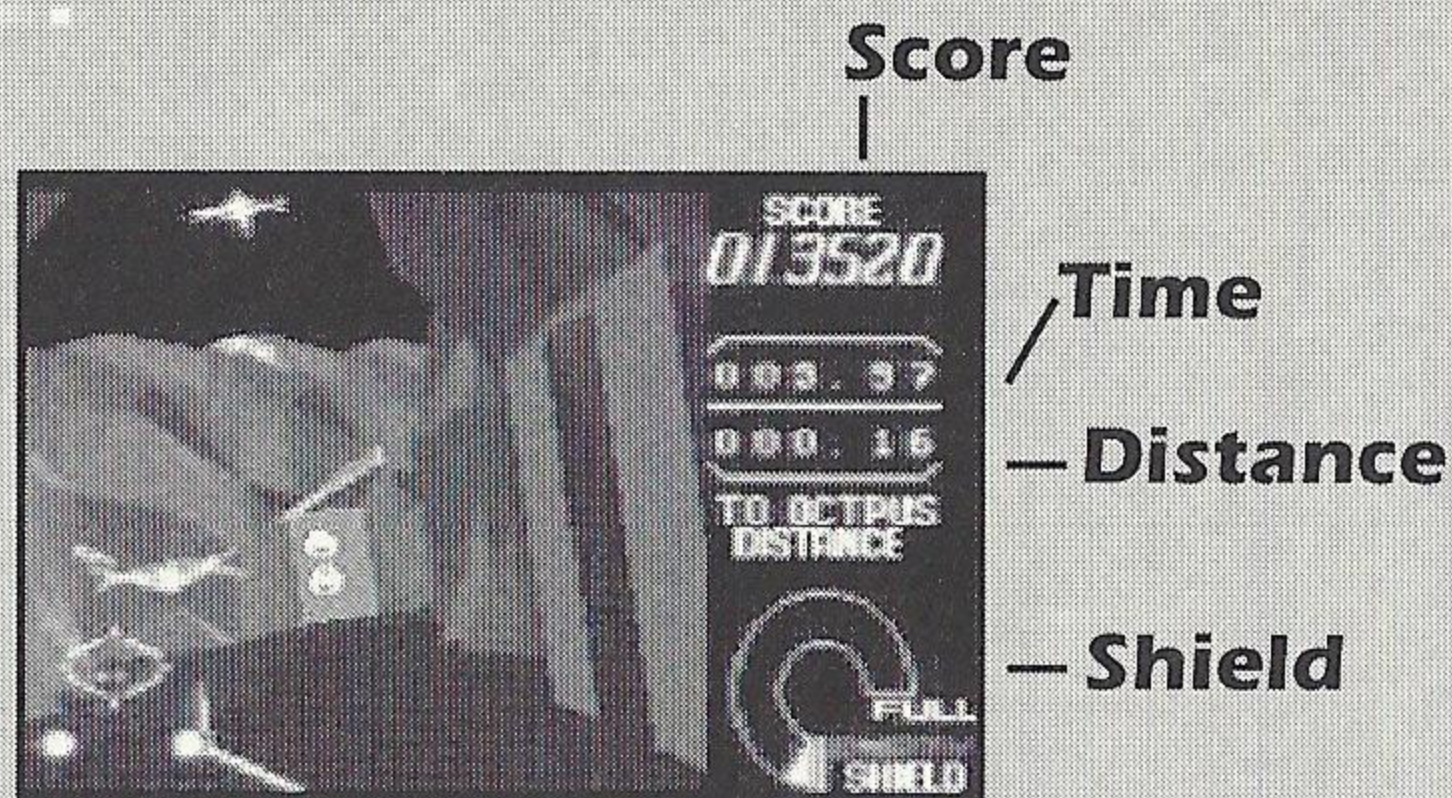 Score
SCORE
013520
Time
003.37
Distance
000.16
TO OCTPUS
DISTANCE
Shield
FULL
SHIELD